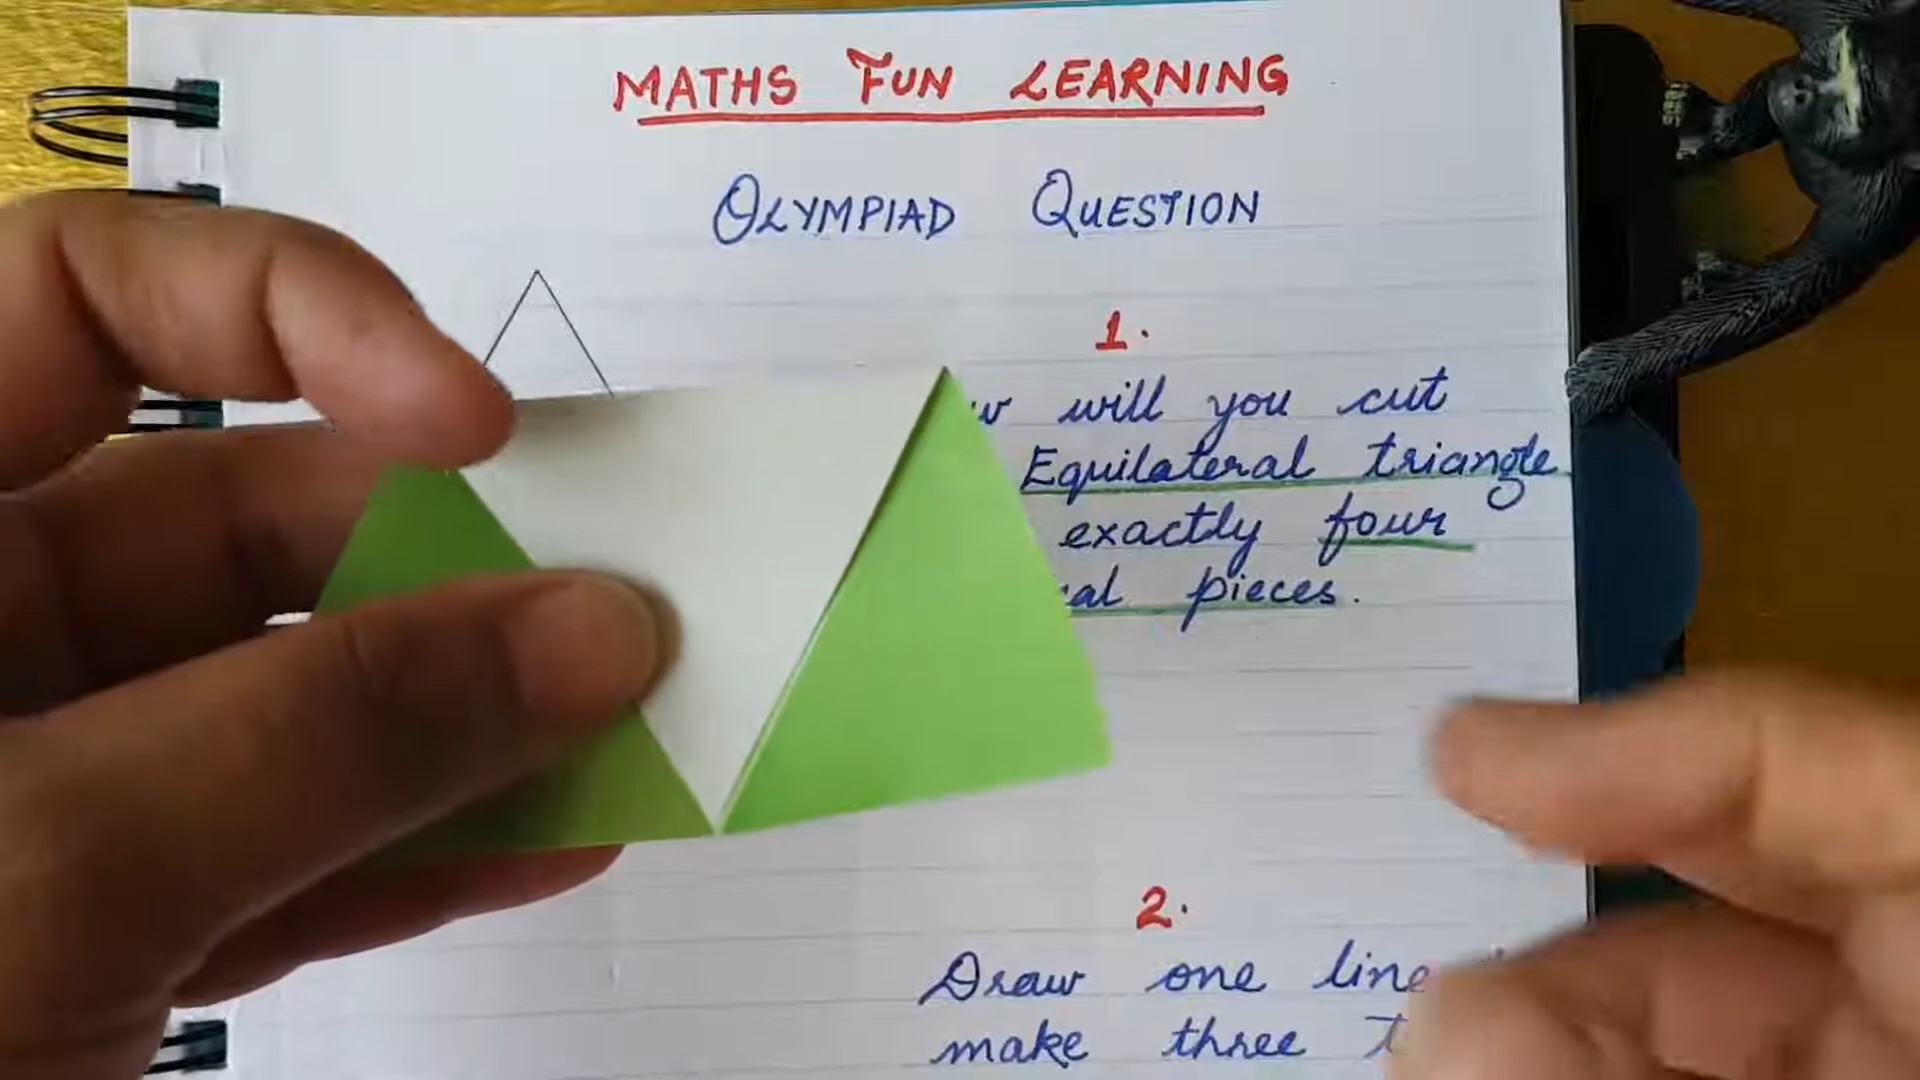 MATHS FUN LEARNING
OLYMPIAD QUESTION
1.
will you cut
Equilateral triangle
exactly four
pieces.
2.
Draw one line
make three